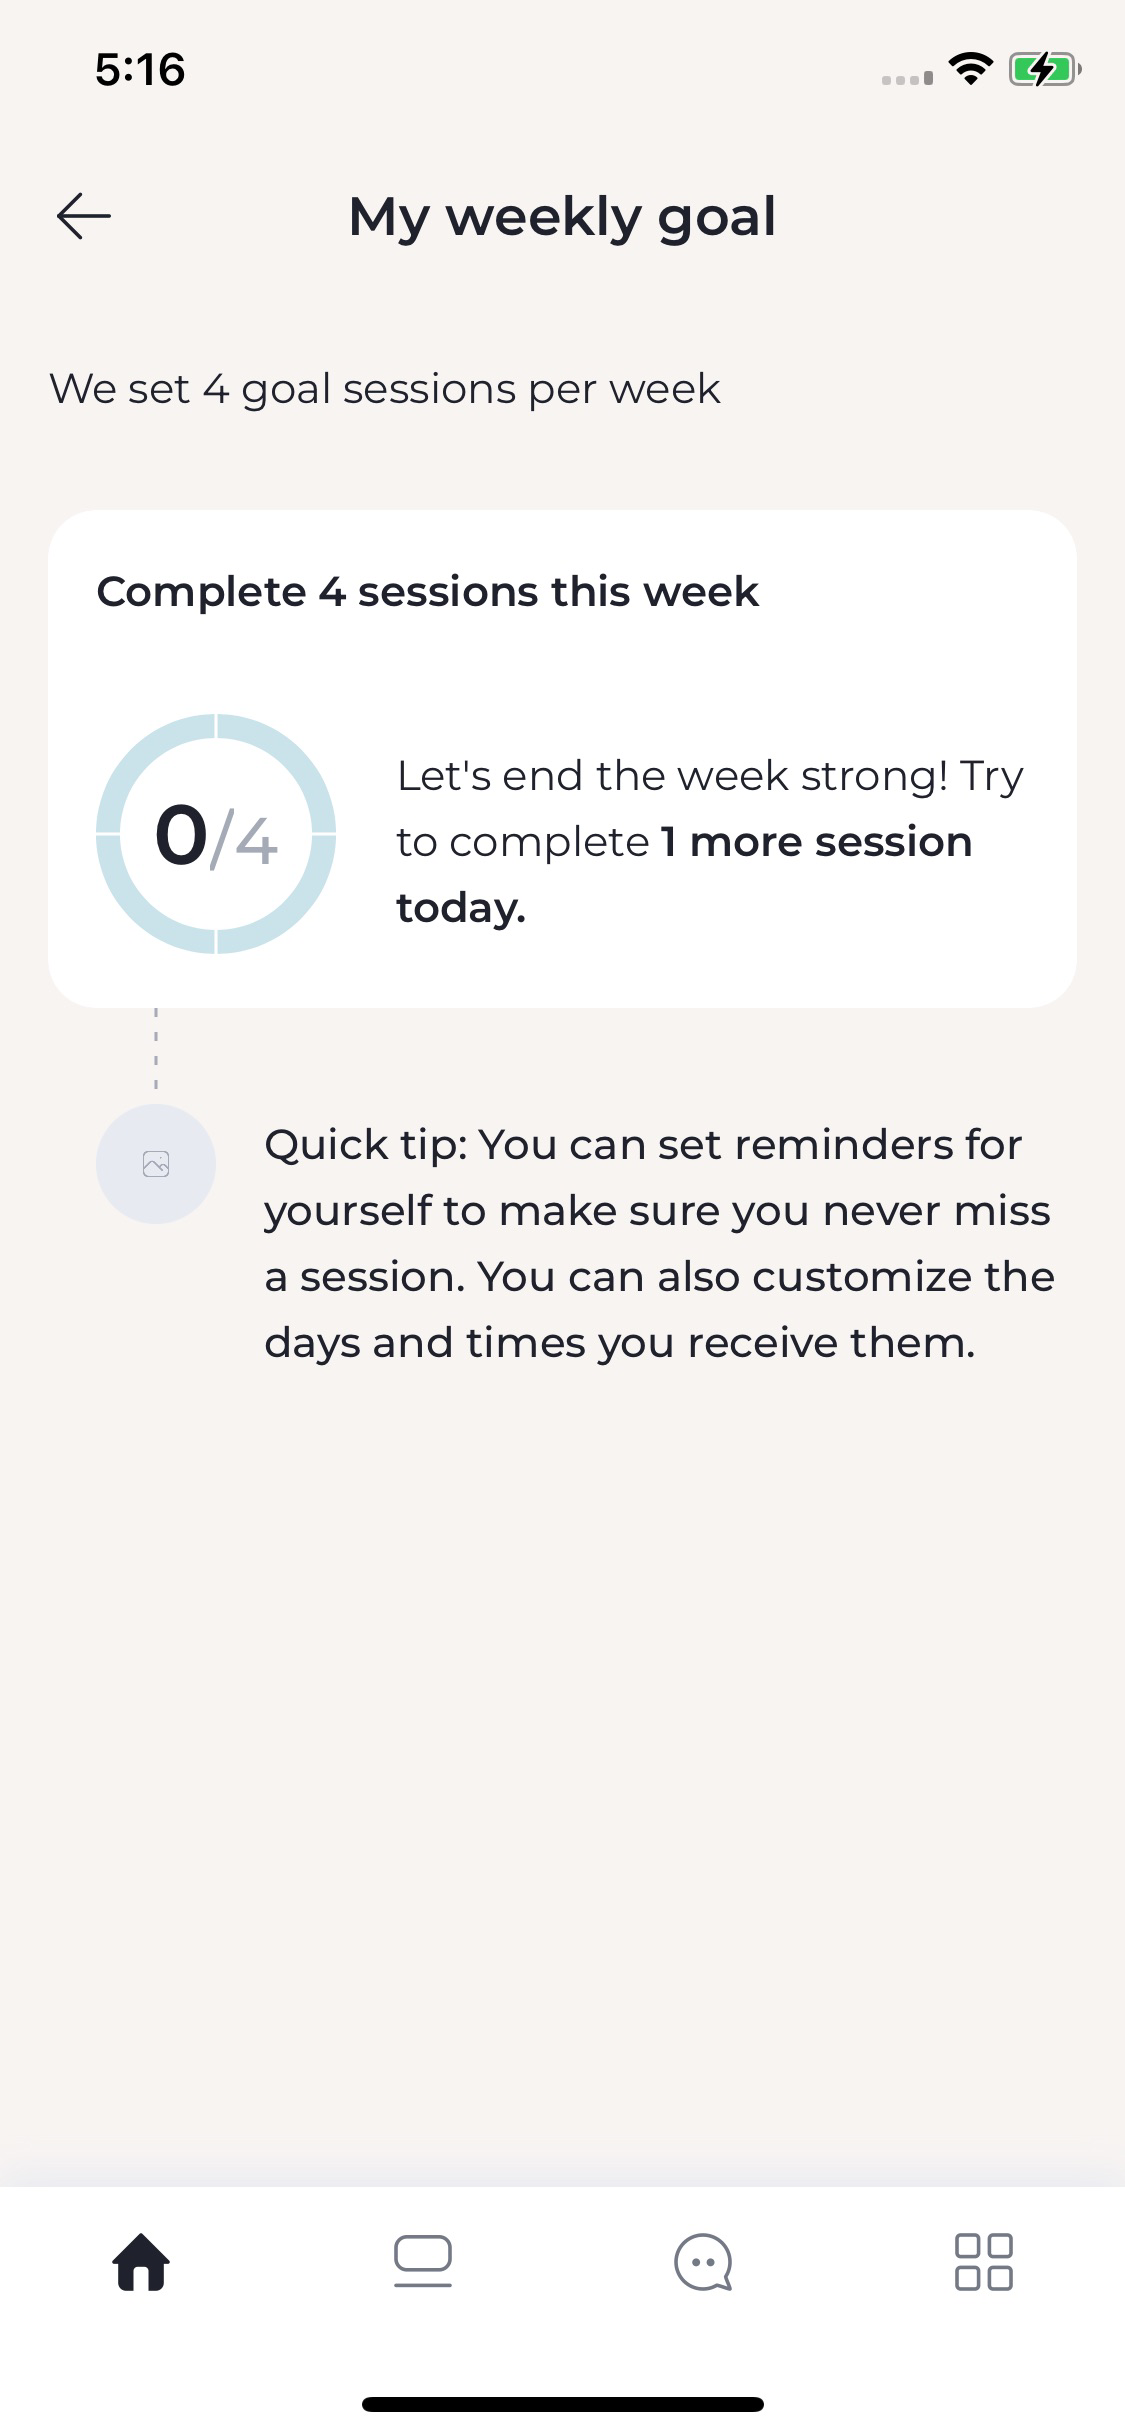 5:16
My weekly goal
We set 4 goal sessions per week
Complete 4 sessions this week
0/4
Let's end the week strong! Try
to complete 1 more session
today.
Quick tip: You can set reminders for
yourself to make sure you never miss
a session. You can also customize the
days and times you receive them.